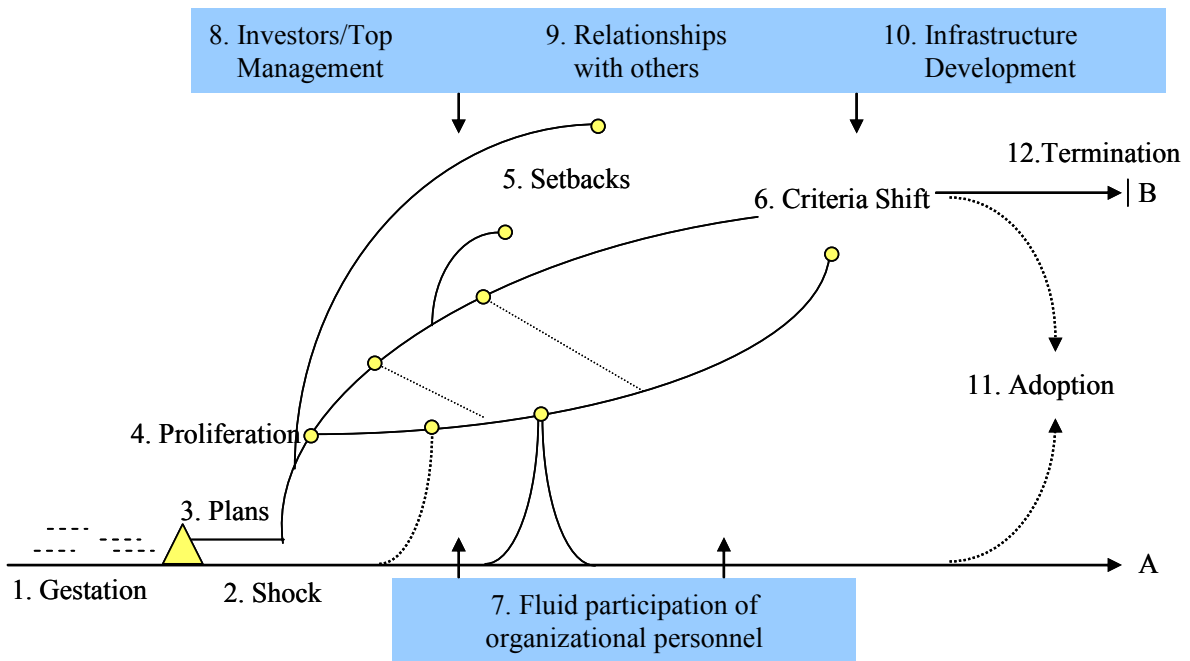 8. Investors/Top
Management
9. Relationships
with others
10. Infrastructure
Development
12.Termination
B
5. Setbacks
6. Criteria Shift
11. Adoption
4. Proliferation
3. Plans
A
1. Gestation
2. Shock
7. Fluid participation of
organizational personnel